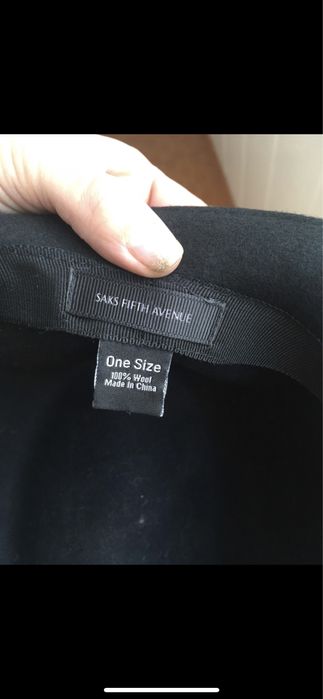 SAKS FIFTH AVENUE
One Size
100% Wool
Made in China